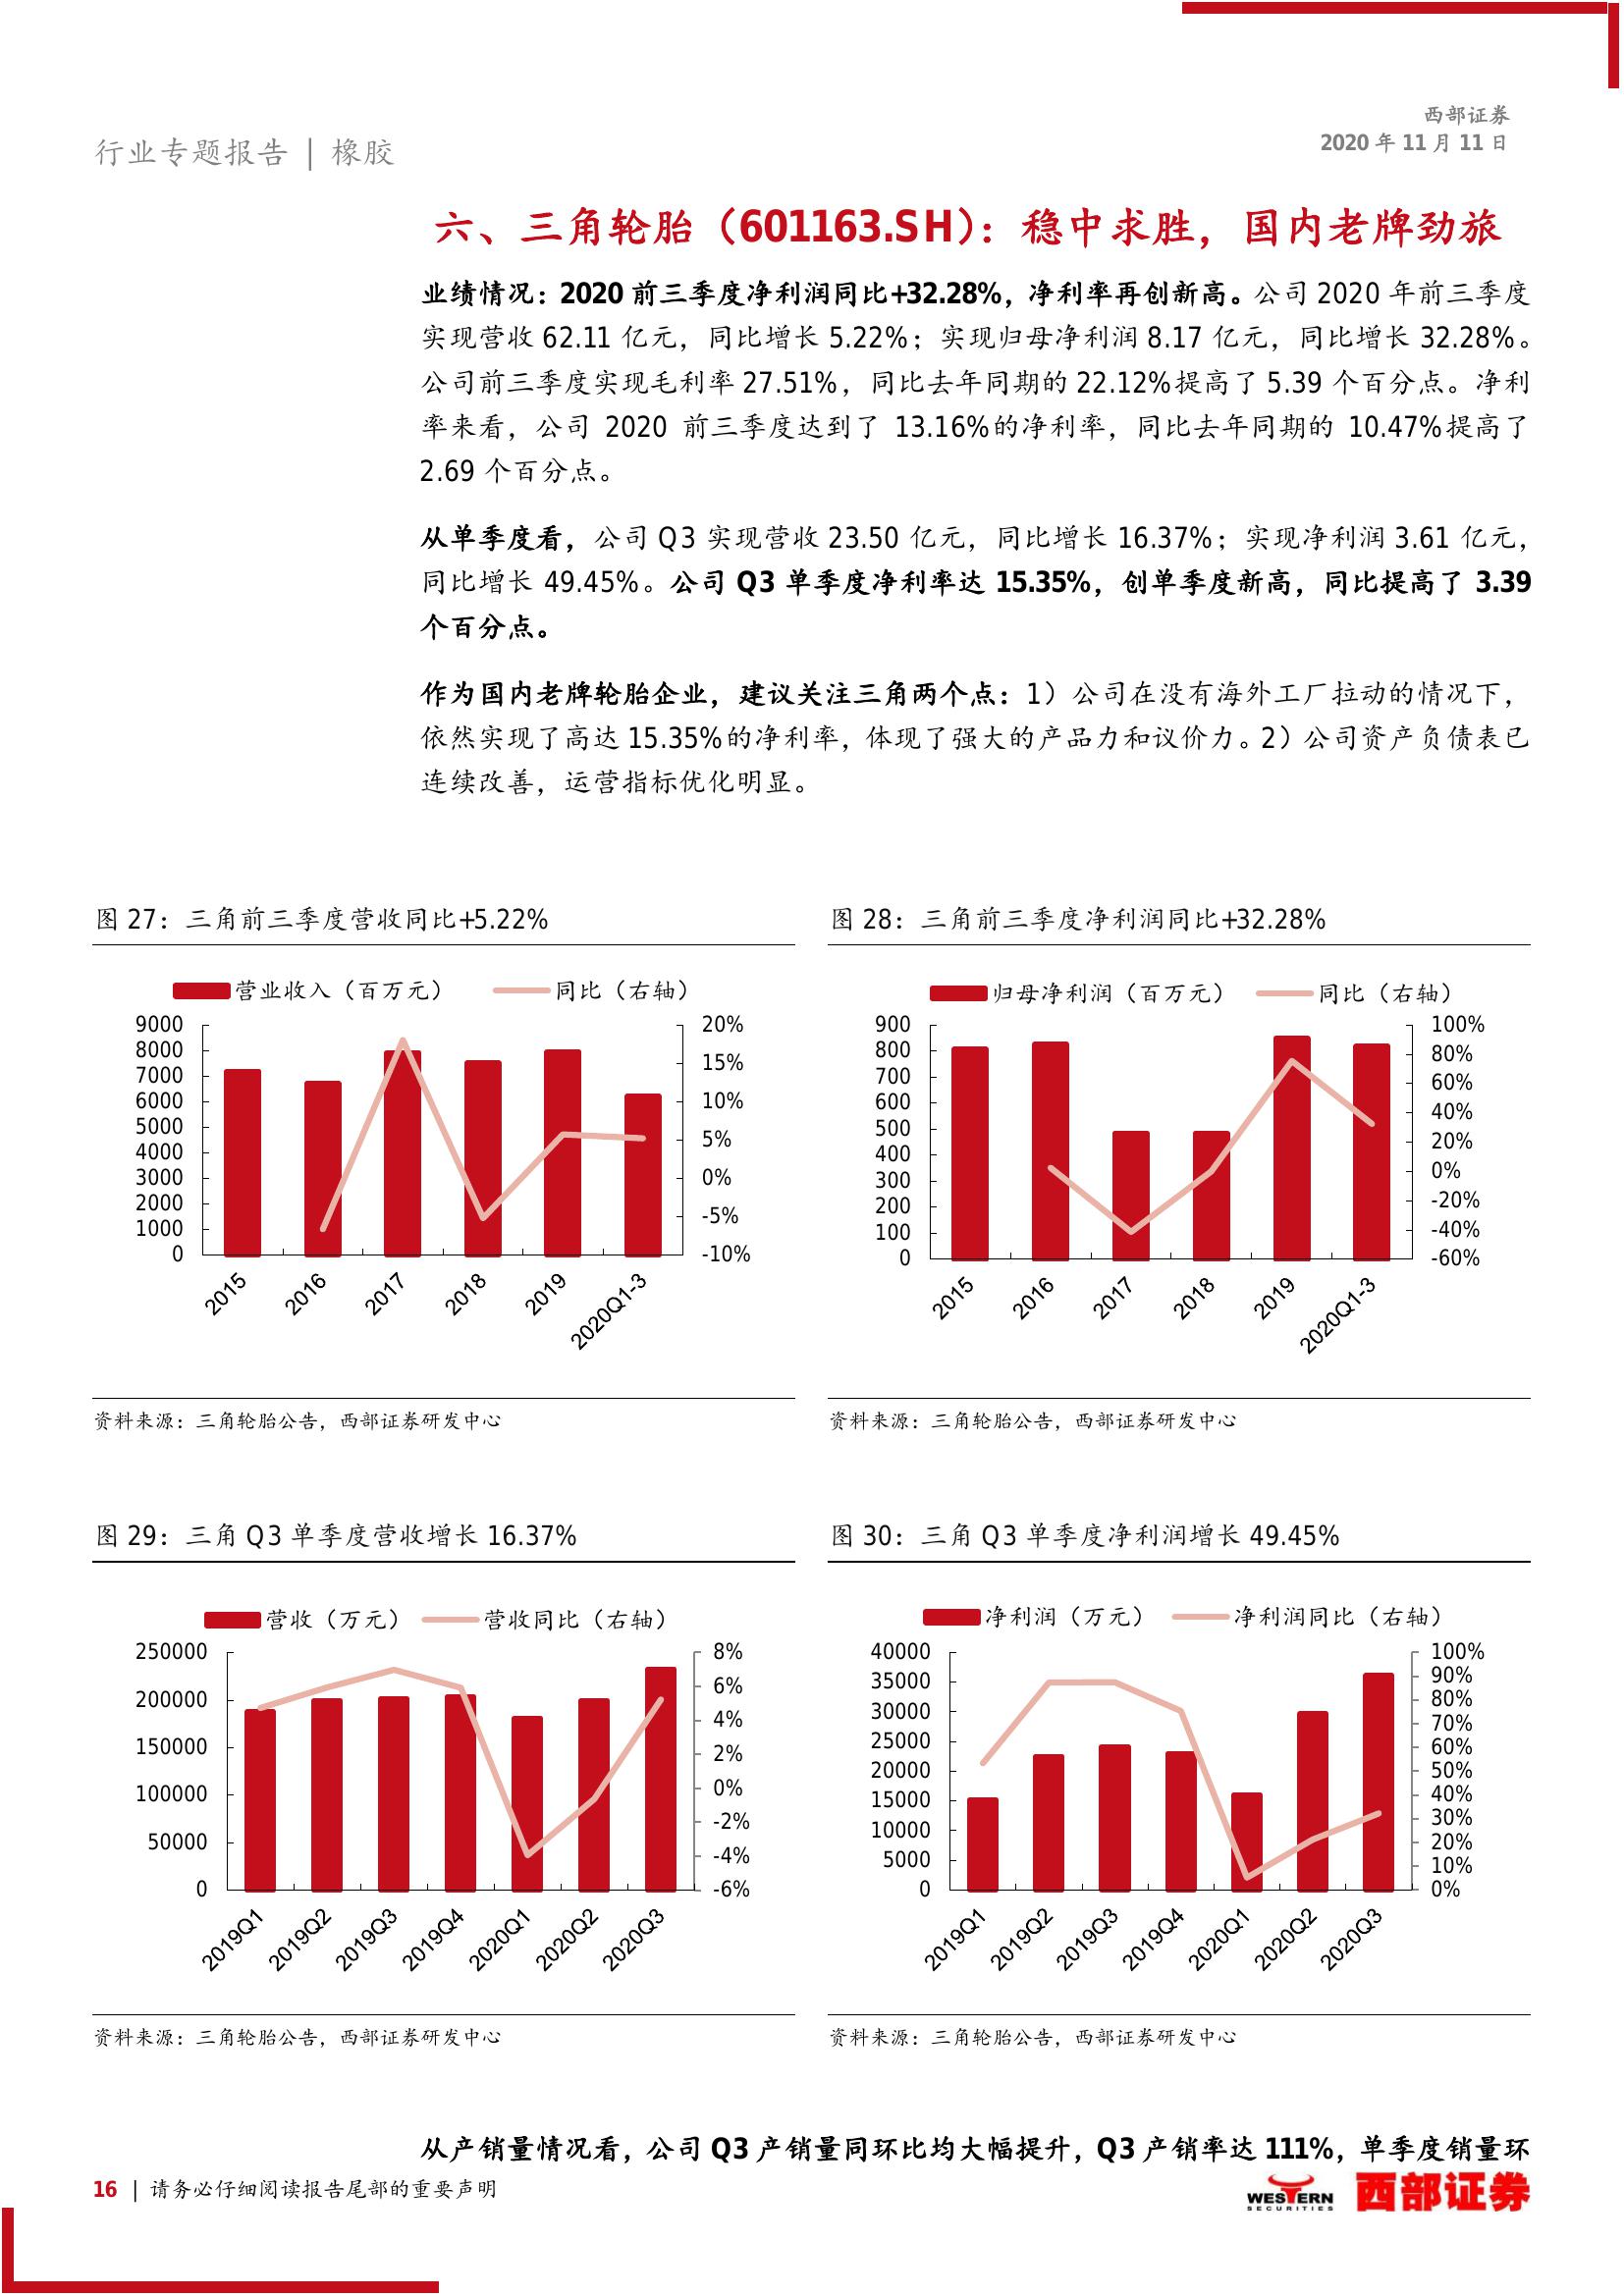 西部证券
2020 年 11 月 11 日
行业专题报告 | 橡胶
六、三角轮胎（601163.SH）：稳中求胜，国内老牌劲旅
业绩情况：2020 前三季度净利润同比+32.28%，净利率再创新高。公司 2020 年前三季度
实现营收 62.11 亿元，同比增长 5.22%；实现归母净利润 8.17 亿元，同比增长 32.28%。
公司前三季度实现毛利率 27.51%，同比去年同期的 22.12%提高了 5.39 个百分点。净利
率来看，公司 2020 前三季度达到了 13.16%的净利率，同比去年同期的 10.47%提高了
2.69 个百分点。
从单季度看，公司 Q3 实现营收 23.50 亿元，同比增长 16.37%；实现净利润 3.61 亿元，
同比增长 49.45%。公司 Q3 单季度净利率达 15.35%，创单季度新高，同比提高了 3.39
个百分点。
作为国内老牌轮胎企业，建议关注三角两个点：1）公司在没有海外工厂拉动的情况下，
依然实现了高达 15.35%的净利率，体现了强大的产品力和议价力。2）公司资产负债表已
连续改善，运营指标优化明显。
图 27：三角前三季度营收同比+5.22%
营业收入（百万元） 同比（右轴）
9000 20%
8000 15%
7000
6000 10%
5000 5%
4000
3000 0%
2000 -5%
1000
0 -10%
2015 2016 2017 2018 2019 2020Q1-3
资料来源：三角轮胎公告，西部证券研发中心
图 28：三角前三季度净利润同比+32.28%
归母净利润（百万元） 同比（右轴）
900 100%
800 80%
700 60%
600 40%
500 20%
400 0%
300 -20%
200 -40%
100
0 -60%
2015 2016 2017 2018 2019 2020Q1-3
资料来源：三角轮胎公告，西部证券研发中心
图 29：三角 Q3 单季度营收增长 16.37%
营收（万元） 营收同比（右轴）
250000 8%
200000 6%
4%
150000 2%
100000 0%
-2%
50000 -4%
0 -6%
2019Q1 2019Q2 2019Q3 2019Q4 2020Q1 2020Q2 2020Q3
资料来源：三角轮胎公告，西部证券研发中心
图 30：三角 Q3 单季度净利润增长 49.45%
净利润（万元） 净利润同比（右轴）
40000 100%
35000 90%
30000 80%
70%
25000 60%
20000 50%
15000 40%
10000 30%
20%
5000 10%
0 0%
2019Q1 2019Q2 2019Q3 2019Q4 2020Q1 2020Q2 2020Q3
资料来源：三角轮胎公告，西部证券研发中心
从产销量情况看，公司 Q3 产销量同环比均大幅提升，Q3 产销率达 111%，单季度销量环
16 | 请务必仔细阅读报告尾部的重要声明
WESTERN
SECURITIES
西部证券